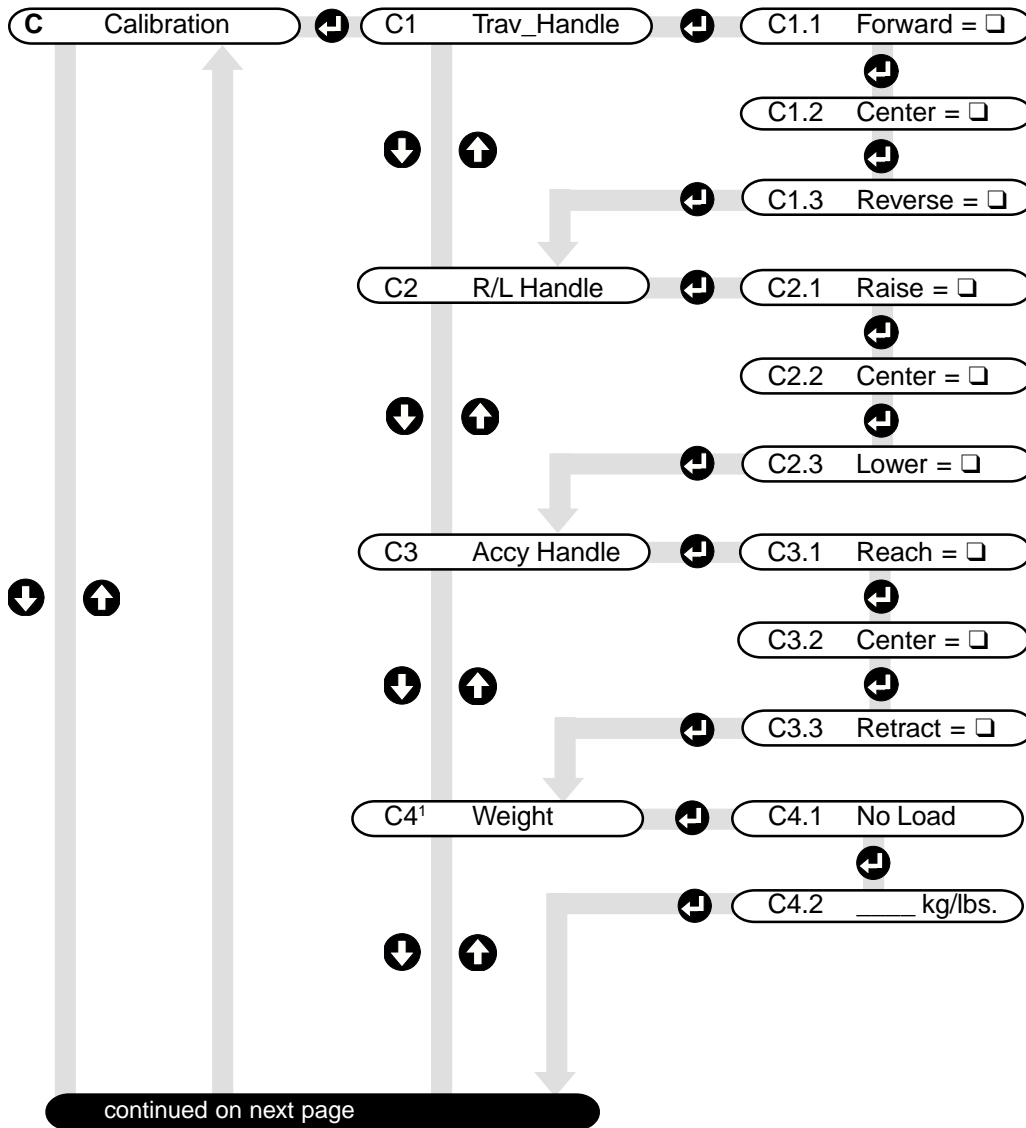 C Calibration
C1 Trav_Handle
C1.1 Forward = ❑
C1.2 Center = ❑
C1.3 Reverse = ❑
C2 R/L Handle
C2.1 Raise = ❑
C2.2 Center = ❑
C2.3 Lower = ❑
C3 Accy Handle
C3.1 Reach = ❑
C3.2 Center = ❑
C3.3 Retract = ❑
C4¹ Weight
C4.1 No Load
C4.2 ____ kg/lbs.
continued on next page